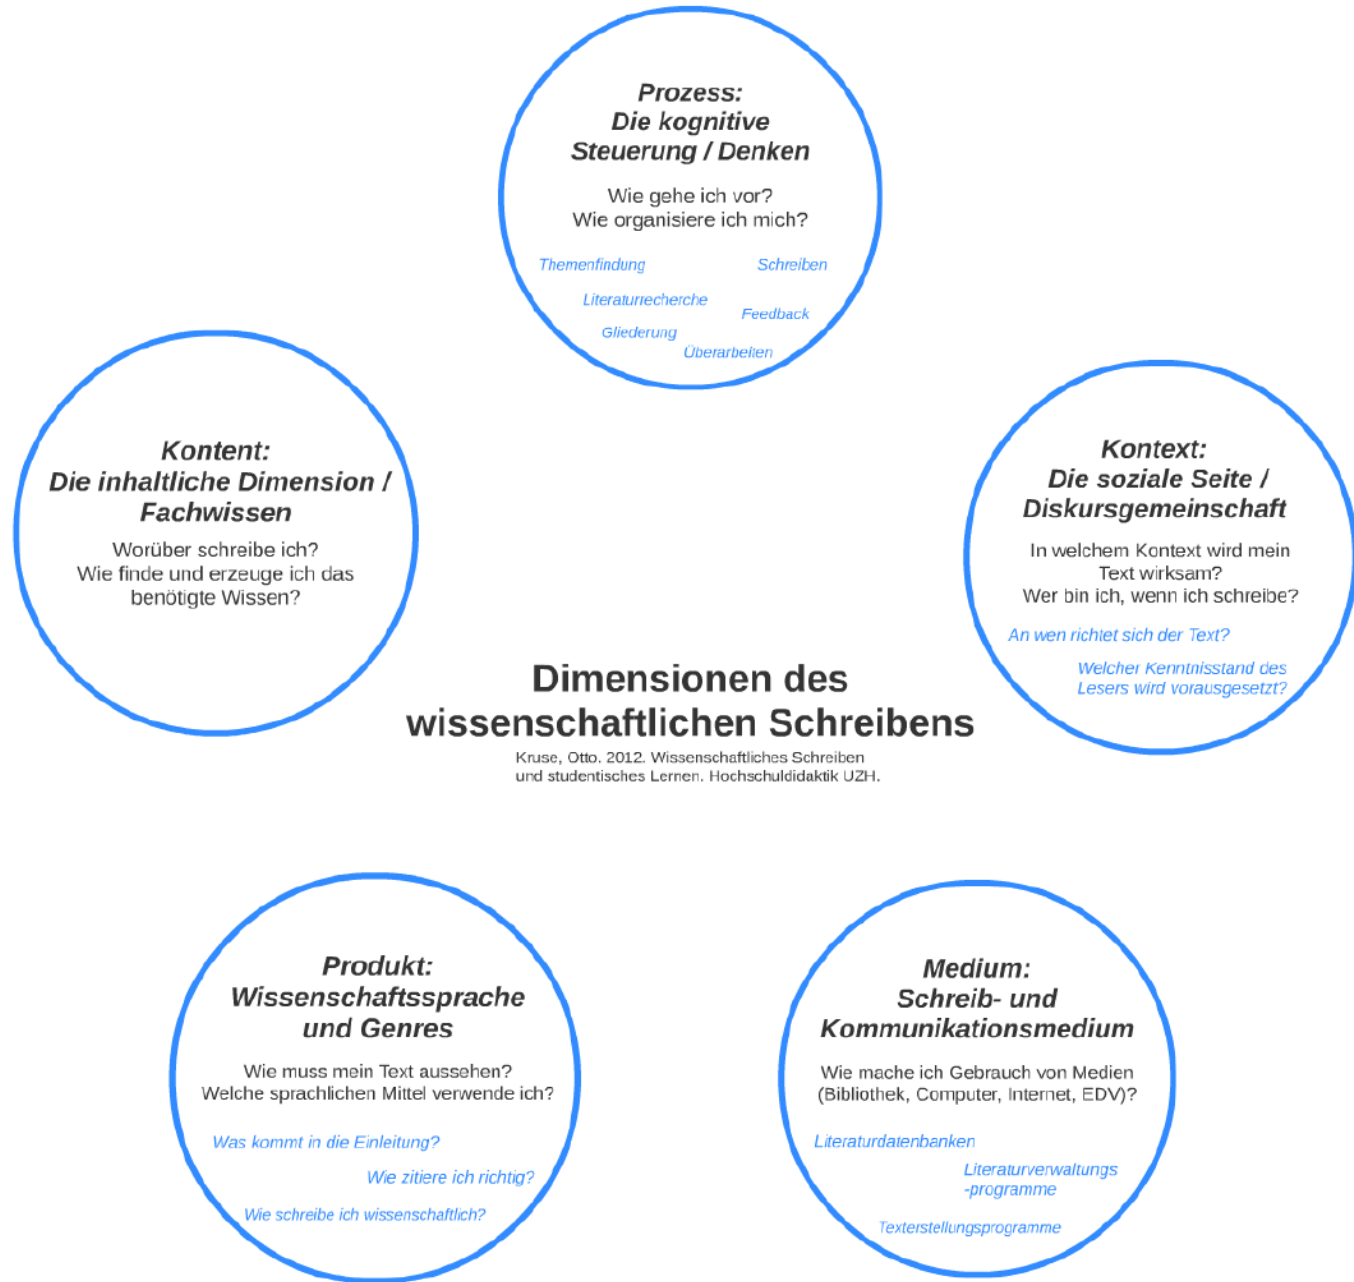 Prozess:
Die kognitive
Steuerung / Denken
Wie gehe ich vor?
Wie organisiere ich mich?
Themenfindung
Schreiben
Literaturrecherche
Feedback
Gliederung
Überarbeiten
Kontent:
Die inhaltliche Dimension /
Fachwissen
Worüber schreibe ich?
Wie finde und erzeuge ich das
benötigte Wissen?
Kontext:
Die soziale Seite /
Diskursgemeinschaft
In welchem Kontext wird mein
Text wirksam?
Wer bin ich, wenn ich schreibe?
An wen richtet sich der Text?
Welcher Kenntnisstand des
Lesers wird vorausgesetzt?
Dimensionen des
wissenschaftlichen Schreibens
Kruse, Otto. 2012. Wissenschaftliches Schreiben
und studentisches Lernen. Hochschuldidaktik UZH.
Produkt:
Wissenschaftssprache
und Genres
Wie muss mein Text aussehen?
Welche sprachlichen Mittel verwende ich?
Was kommt in die Einleitung?
Wie zitiere ich richtig?
Wie schreibe ich wissenschaftlich?
Medium:
Schreib- und
Kommunikationsmedium
Wie mache ich Gebrauch von Medien
(Bibliothek, Computer, Internet, EDV)?
Literaturdatenbanken
Literaturverwaltungs
-programme
Texterstellungsprogramme